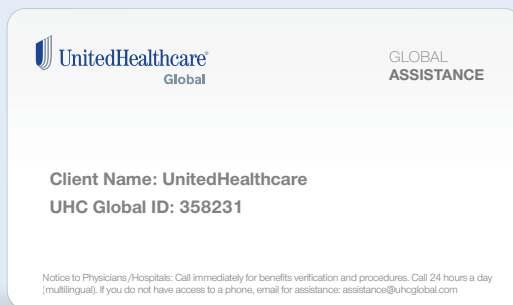 UnitedHealthcare®
Global
GLOBAL
ASSISTANCE
Client Name: UnitedHealthcare
UHC Global ID: 358231
Notice to Physicians/Hospitals: Call immediately for benefits verification and procedures. Call 24 hours a day
(multilingual). If you do not have access to a phone, email for assistance: assistance@uhcglobal.com